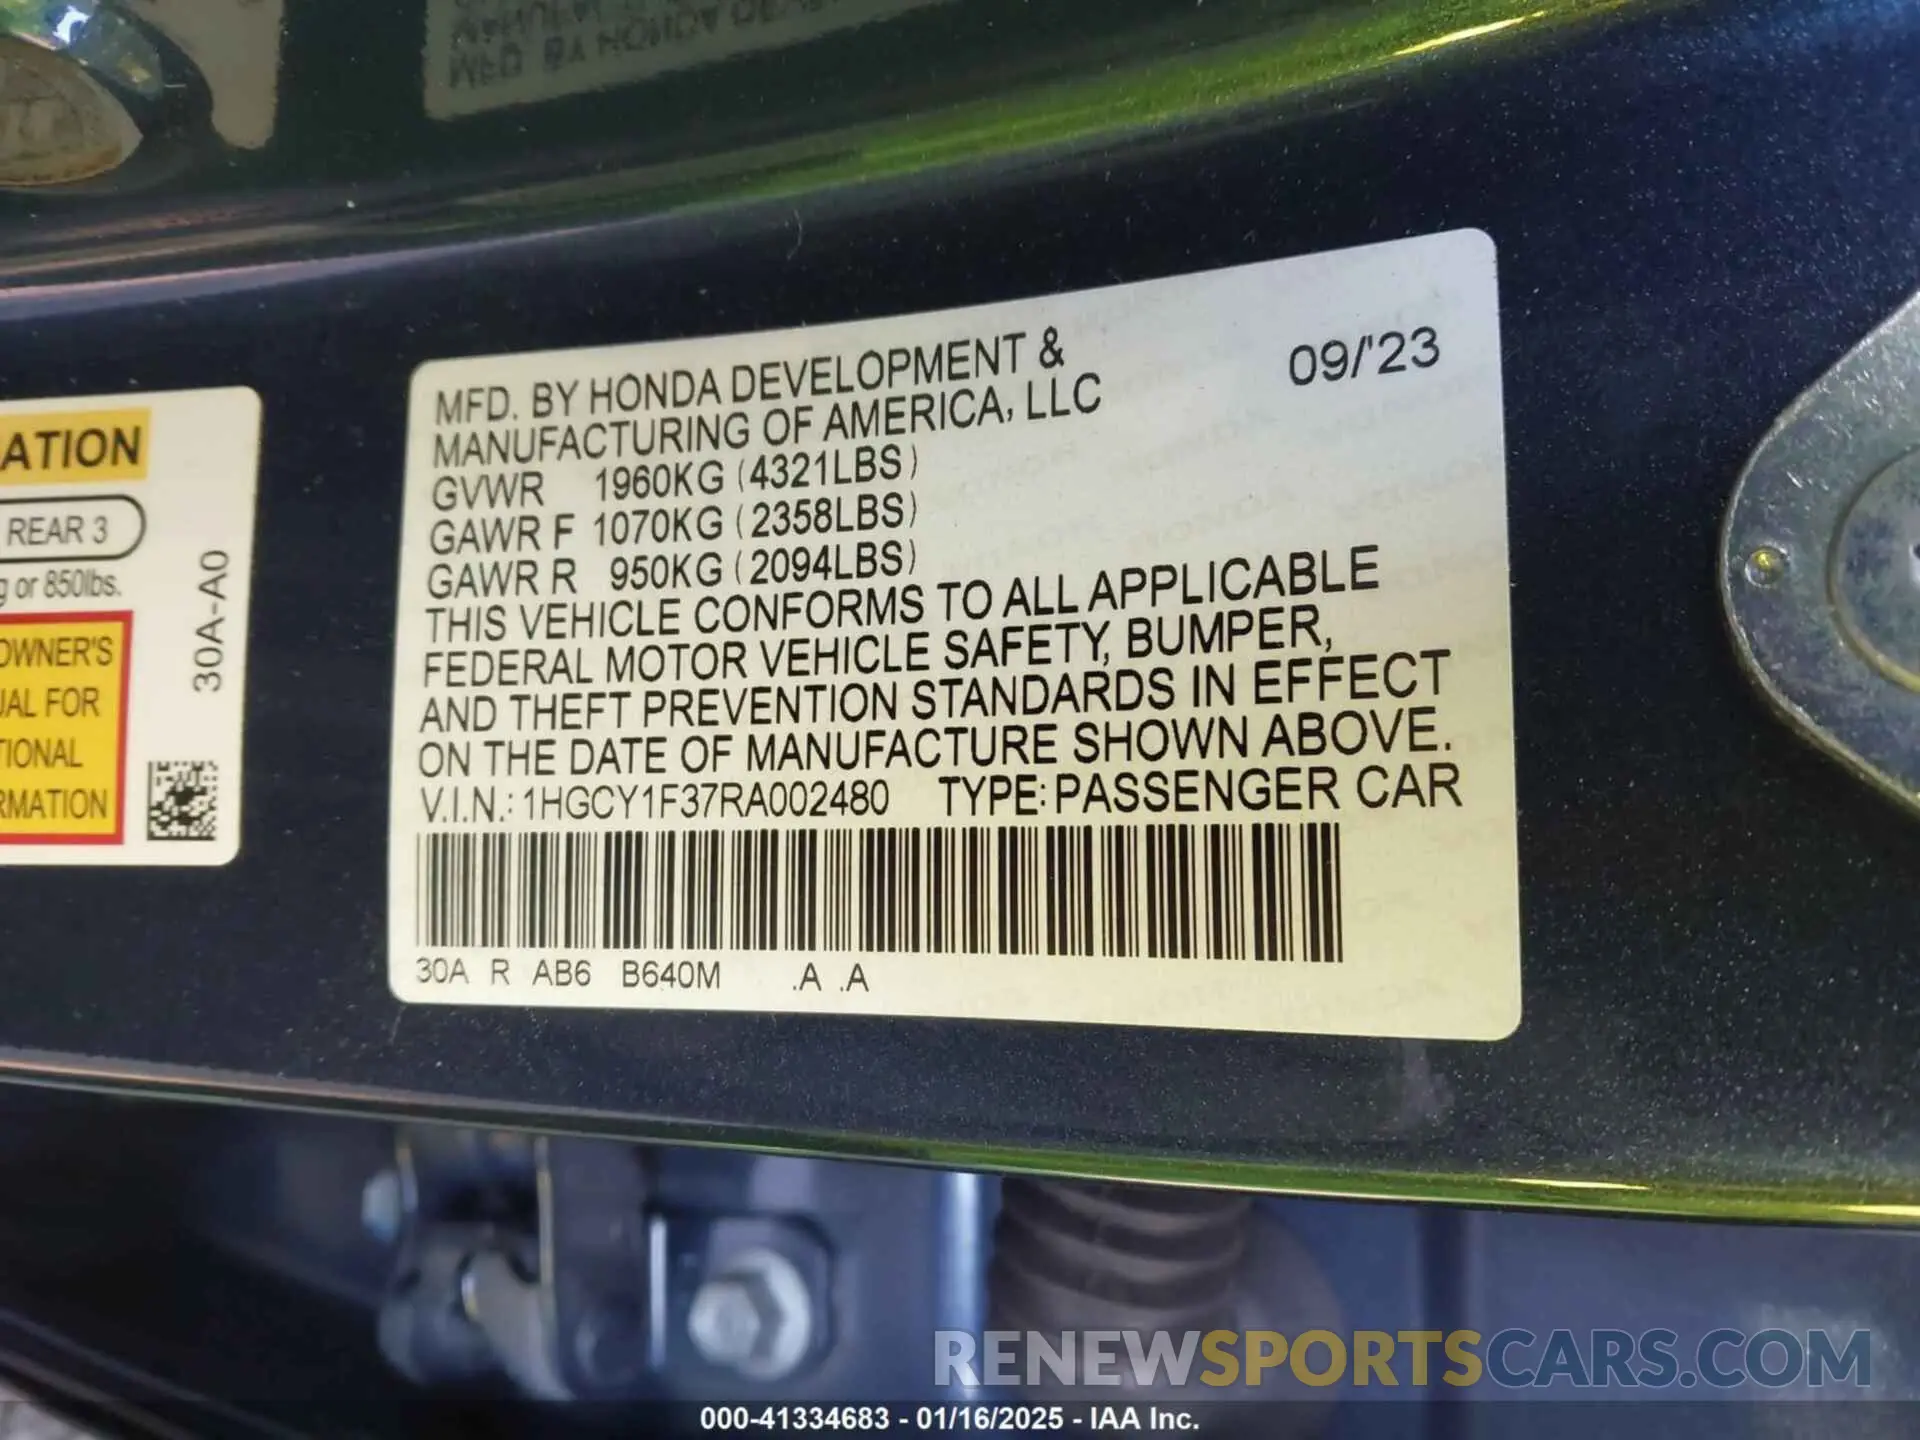 MFD. BY HONDA DEVELOPMENT &
MANUFACTURING OF AMERICA, LLC
09/'23
GVWR 1960KG (4321LBS)
GAWR F 1070KG (2358LBS)
GAWR R 950KG (2094LBS)
THIS VEHICLE CONFORMS TO ALL APPLICABLE
FEDERAL MOTOR VEHICLE SAFETY, BUMPER,
AND THEFT PREVENTION STANDARDS IN EFFECT
ON THE DATE OF MANUFACTURE SHOWN ABOVE.
V.I.N.: 1HGCY1F37RA002480 TYPE: PASSENGER CAR
30A R AB6 B640M .A .A
ATION
REAR 3
g or 850lbs.
OWNER'S
UAL FOR
TIONAL
RMATION
30A-A0
RENEWSPORTSCARS.COM
000-41334683 - 01/16/2025 - IAA Inc.